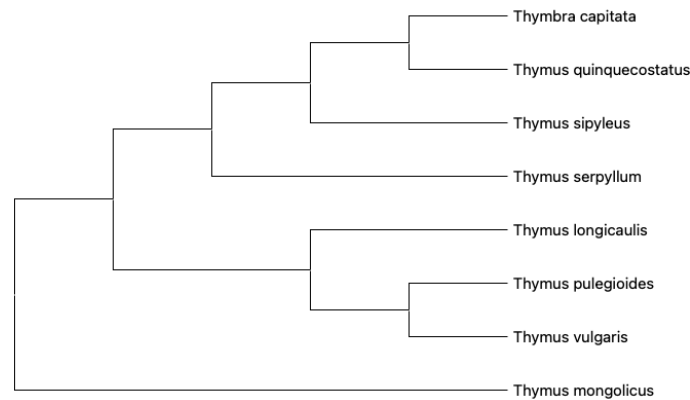 Thymbra capitata
Thymus quinquecostatus
Thymus sipyleus
Thymus serpyllum
Thymus longicaulis
Thymus pulegioides
Thymus vulgaris
Thymus mongolicus